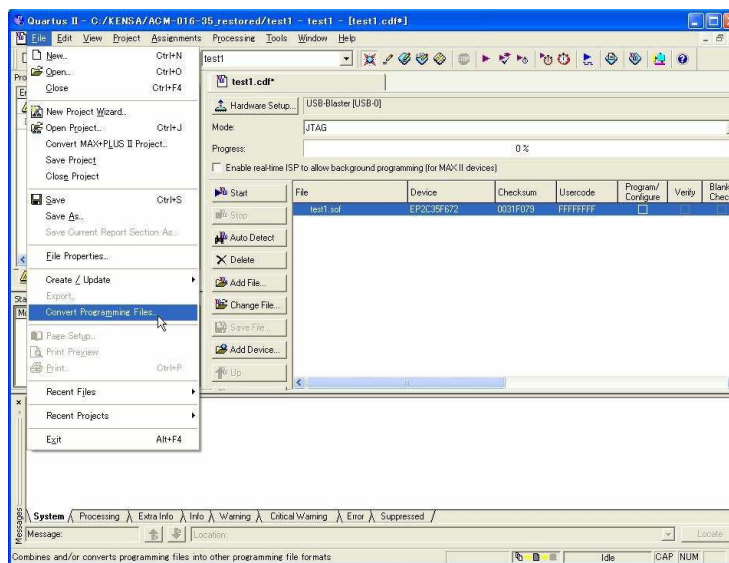 Quartus II - C:/KENSA/ACM-016-35_restored/test1 - test1 - [test1.cdf*]
File Edit View Project Assignments Processing Tools Window Help
New... Ctrl+N
Open... Ctrl+O
Close Ctrl+F4
New Project Wizard...
Open Project... Ctrl+J
Convert MAX+PLUS II Project...
Save Project
Close Project
Save Ctrl+S
Save As...
Save Current Report Section As...
File Properties...
Create / Update
Export...
Convert Programming Files...
Page Setup...
Print Preview
Print... Ctrl+P
Recent Files
Recent Projects
Exit Alt+F4
test1
test1.cdf*
Hardware Setup... USB-Blaster [USB-0]
Mode: JTAG
Progress: 0 %
Enable real-time ISP to allow background programming (for MAX II devices)
Start
Stop
Auto Detect
Delete
Add File...
Change File...
Save File...
Add Device...
Up
File Device Checksum Usercode Program/ Configure Verify Blank Chec
test1.sof EP2C35F672 0031F079 FFFFFFFF
System Processing Extra Info Info Warning Critical Warning Error Suppressed
Messages
Message: Location: Locate
Combines and/or converts programming files into other programming file formats
Idle CAP NUM